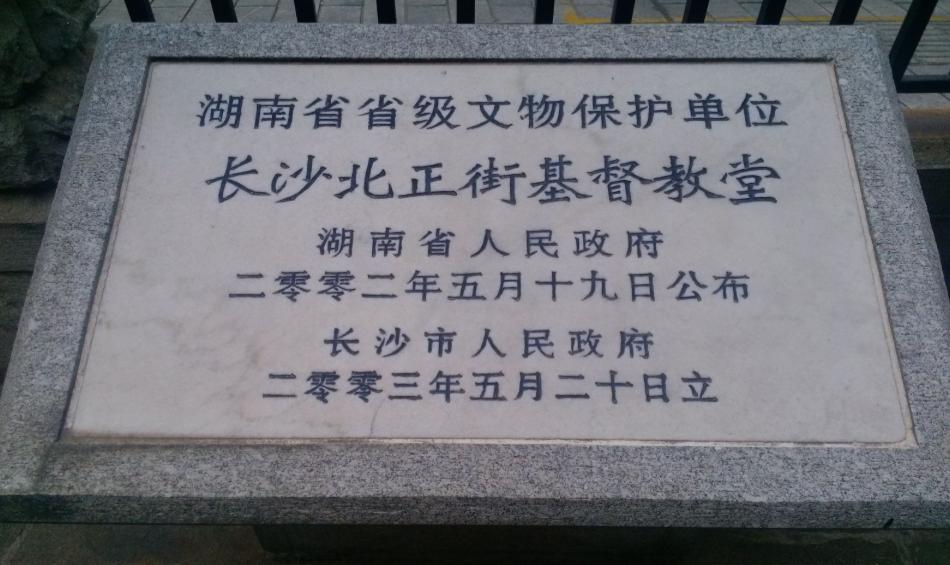 湖南省省级文物保护单位
长沙北正街基督教堂
湖南省人民政府
二零零二年五月十九日公布
长沙市人民政府
二零零三年五月二十日立